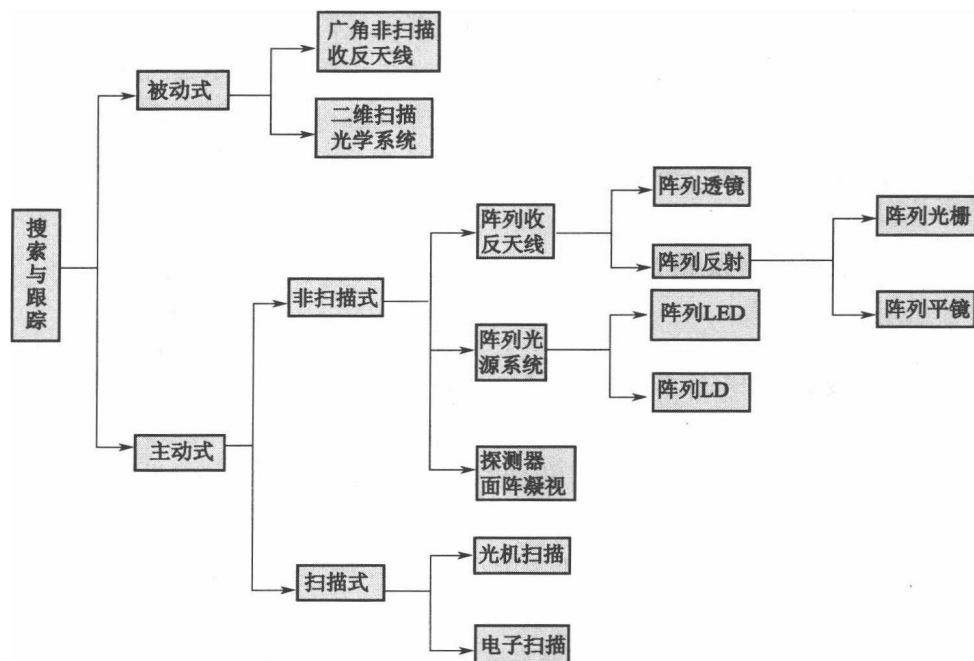 搜索与跟踪
被动式
广角非扫描
收反天线
二维扫描
光学系统
主动式
非扫描式
阵列收
反天线
阵列透镜
阵列反射
阵列光栅
阵列平镜
阵列光
源系统
阵列LED
阵列LD
探测器
面阵凝视
扫描式
光机扫描
电子扫描